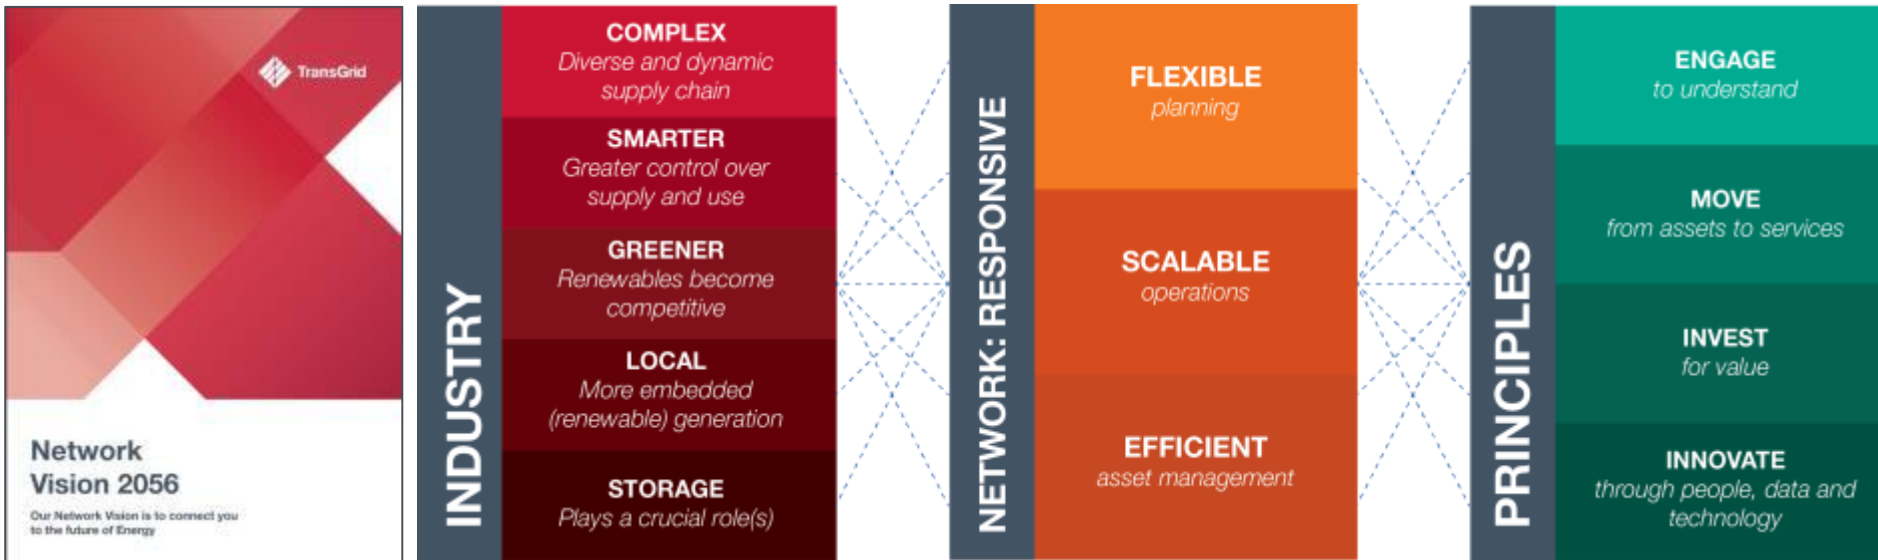 TransGrid
Network
Vision 2056
Our Network Vision is to connect you
to the future of Energy
INDUSTRY
COMPLEX
Diverse and dynamic
supply chain
SMARTER
Greater control over
supply and use
GREENER
Renewables become
competitive
LOCAL
More embedded
(renewable) generation
STORAGE
Plays a crucial role(s)
NETWORK: RESPONSIVE
FLEXIBLE
planning
SCALABLE
operations
EFFICIENT
asset management
PRINCIPLES
ENGAGE
to understand
MOVE
from assets to services
INVEST
for value
INNOVATE
through people, data and
technology